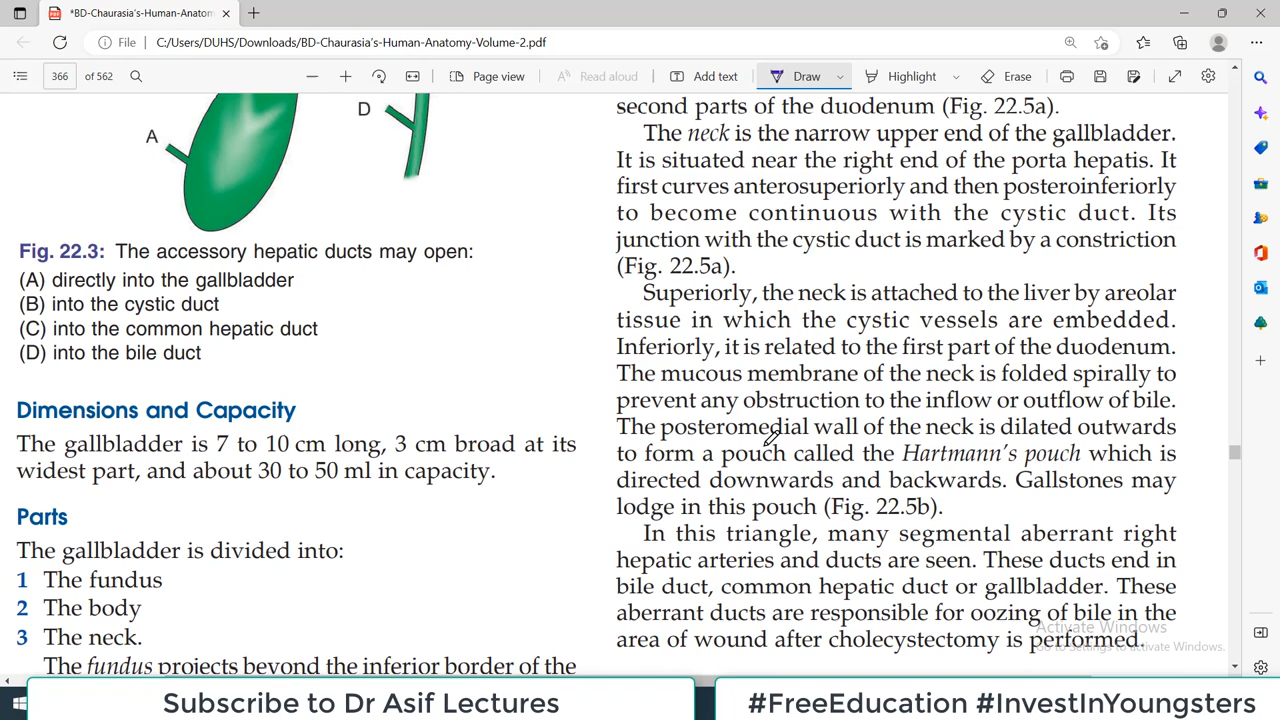 *BD-Chaurasia's-Human-Anatom
File
C:/Users/DUHS/Downloads/BD-Chaurasia's-Human-Anatomy-Volume-2.pdf
366 of 562
Page view
Read aloud
Add text
Draw
Highlight
Erase
A
D
Fig. 22.3: The accessory hepatic ducts may open:
(A) directly into the gallbladder
(B) into the cystic duct
(C) into the common hepatic duct
(D) into the bile duct
Dimensions and Capacity
The gallbladder is 7 to 10 cm long, 3 cm broad at its
widest part, and about 30 to 50 ml in capacity.
Parts
The gallbladder is divided into:
1 The fundus
2 The body
3 The neck.
The fundus projects beyond the inferior border of the
second parts of the duodenum (Fig. 22.5a).
The neck is the narrow upper end of the gallbladder.
It is situated near the right end of the porta hepatis. It
first curves anterosuperiorly and then posteroinferiorly
to become continuous with the cystic duct. Its
junction with the cystic duct is marked by a constriction
(Fig. 22.5a).
Superiorly, the neck is attached to the liver by areolar
tissue in which the cystic vessels are embedded.
Inferiorly, it is related to the first part of the duodenum.
The mucous membrane of the neck is folded spirally to
prevent any obstruction to the inflow or outflow of bile.
The posteromedial wall of the neck is dilated outwards
to form a pouch called the Hartmann's pouch which is
directed downwards and backwards. Gallstones may
lodge in this pouch (Fig. 22.5b).
In this triangle, many segmental aberrant right
hepatic arteries and ducts are seen. These ducts end in
bile duct, common hepatic duct or gallbladder. These
aberrant ducts are responsible for oozing of bile in the
area of wound after cholecystectomy is performed.
Activate Windows
Go to Settings to activate Windows.
Subscribe to Dr Asif Lectures
#FreeEducation #InvestInYoungsters